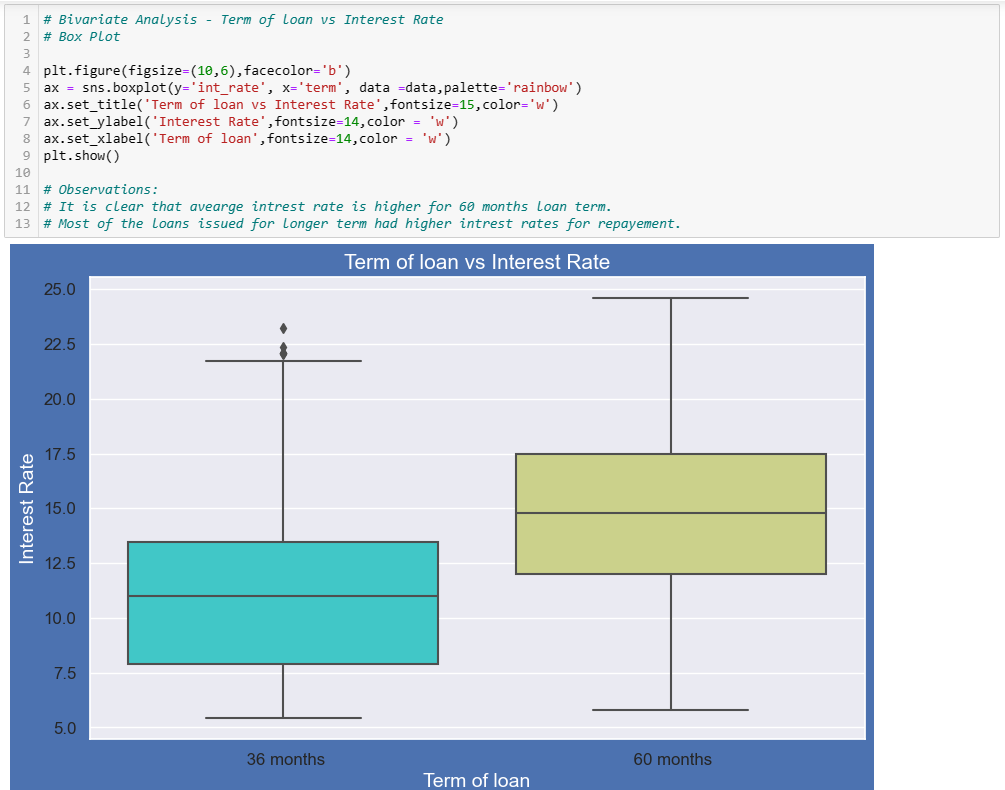 1 # Bivariate Analysis - Term of loan vs Interest Rate
2 # Box Plot
3
4 plt.figure(figsize=(10,6),facecolor='b')
5 ax = sns.boxplot(y='int_rate', x='term', data =data,palette='rainbow')
6 ax.set_title('Term of loan vs Interest Rate',fontsize=15,color='w')
7 ax.set_ylabel('Interest Rate',fontsize=14,color = 'w')
8 ax.set_xlabel('Term of loan',fontsize=14,color = 'w')
9 plt.show()
10
11 # Observations:
12 # It is clear that avearge intrest rate is higher for 60 months loan term.
13 # Most of the loans issued for longer term had higher intrest rates for repayement.
Term of loan vs Interest Rate
25.0
22.5
20.0
17.5
15.0
12.5
10.0
7.5
5.0
Interest Rate
36 months
60 months
Term of loan